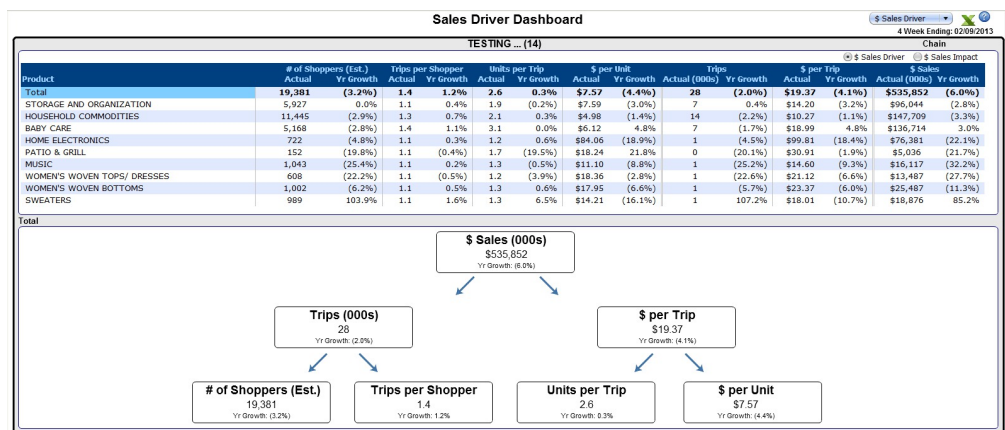 Sales Driver Dashboard
$ Sales Driver
4 Week Ending: 02/09/2013
TESTING ... (14) Chain
$ Sales Driver $ Sales Impact
# of Shoppers (Est.) Trips per Shopper Units per Trip $ per Unit Trips $ per Trip $ Sales
Product Actual Yr Growth Actual Yr Growth Actual Yr Growth Actual Yr Growth Actual (000s) Yr Growth Actual Yr Growth Actual (000s) Yr Growth
Total 19,381 (3.2%) 1.4 1.2% 2.6 0.3% $7.57 (4.4%) 28 (2.0%) $19.37 (4.1%) $535,852 (6.0%)
STORAGE AND ORGANIZATION 5,927 0.0% 1.1 0.4% 1.9 (0.2%) $7.59 (3.0%) 7 0.4% $14.20 (3.2%) $96,044 (2.8%)
HOUSEHOLD COMMODITIES 11,445 (2.9%) 1.3 0.7% 2.1 0.3% $4.98 (1.4%) 14 (2.2%) $10.27 (1.1%) $147,709 (3.3%)
BABY CARE 5,168 (2.8%) 1.4 1.1% 3.1 0.0% $6.12 4.8% 7 (1.7%) $18.99 4.8% $136,714 3.0%
HOME ELECTRONICS 722 (4.8%) 1.1 0.3% 1.2 0.6% $84.06 (18.9%) 1 (4.5%) $99.81 (18.4%) $76,381 (22.1%)
PATIO & GRILL 152 (19.8%) 1.1 (0.4%) 1.7 (19.5%) $18.24 21.8% 0 (20.1%) $30.91 (1.9%) $5,036 (21.7%)
MUSIC 1,043 (25.4%) 1.1 0.2% 1.3 (0.5%) $11.10 (8.8%) 1 (25.2%) $14.60 (9.3%) $16,117 (32.2%)
WOMEN'S WOVEN TOPS/ DRESSES 608 (22.2%) 1.1 (0.5%) 1.2 (3.9%) $18.36 (2.8%) 1 (22.6%) $21.12 (6.6%) $13,487 (27.7%)
WOMEN'S WOVEN BOTTOMS 1,002 (6.2%) 1.1 0.5% 1.3 0.6% $17.95 (6.6%) 1 (5.7%) $23.37 (6.0%) $25,487 (11.3%)
SWEATERS 989 103.9% 1.1 1.6% 1.3 6.5% $14.21 (16.1%) 1 107.2% $18.01 (10.7%) $18,876 85.2%
Total
$ Sales (000s)
$535,852
Yr Growth: (6.0%)
Trips (000s) $ per Trip
28 $19.37
Yr Growth: (2.0%) Yr Growth: (4.1%)
# of Shoppers (Est.) Trips per Shopper Units per Trip $ per Unit
19,381 1.4 2.6 $7.57
Yr Growth: (3.2%) Yr Growth: 1.2% Yr Growth: 0.3% Yr Growth: (4.4%)